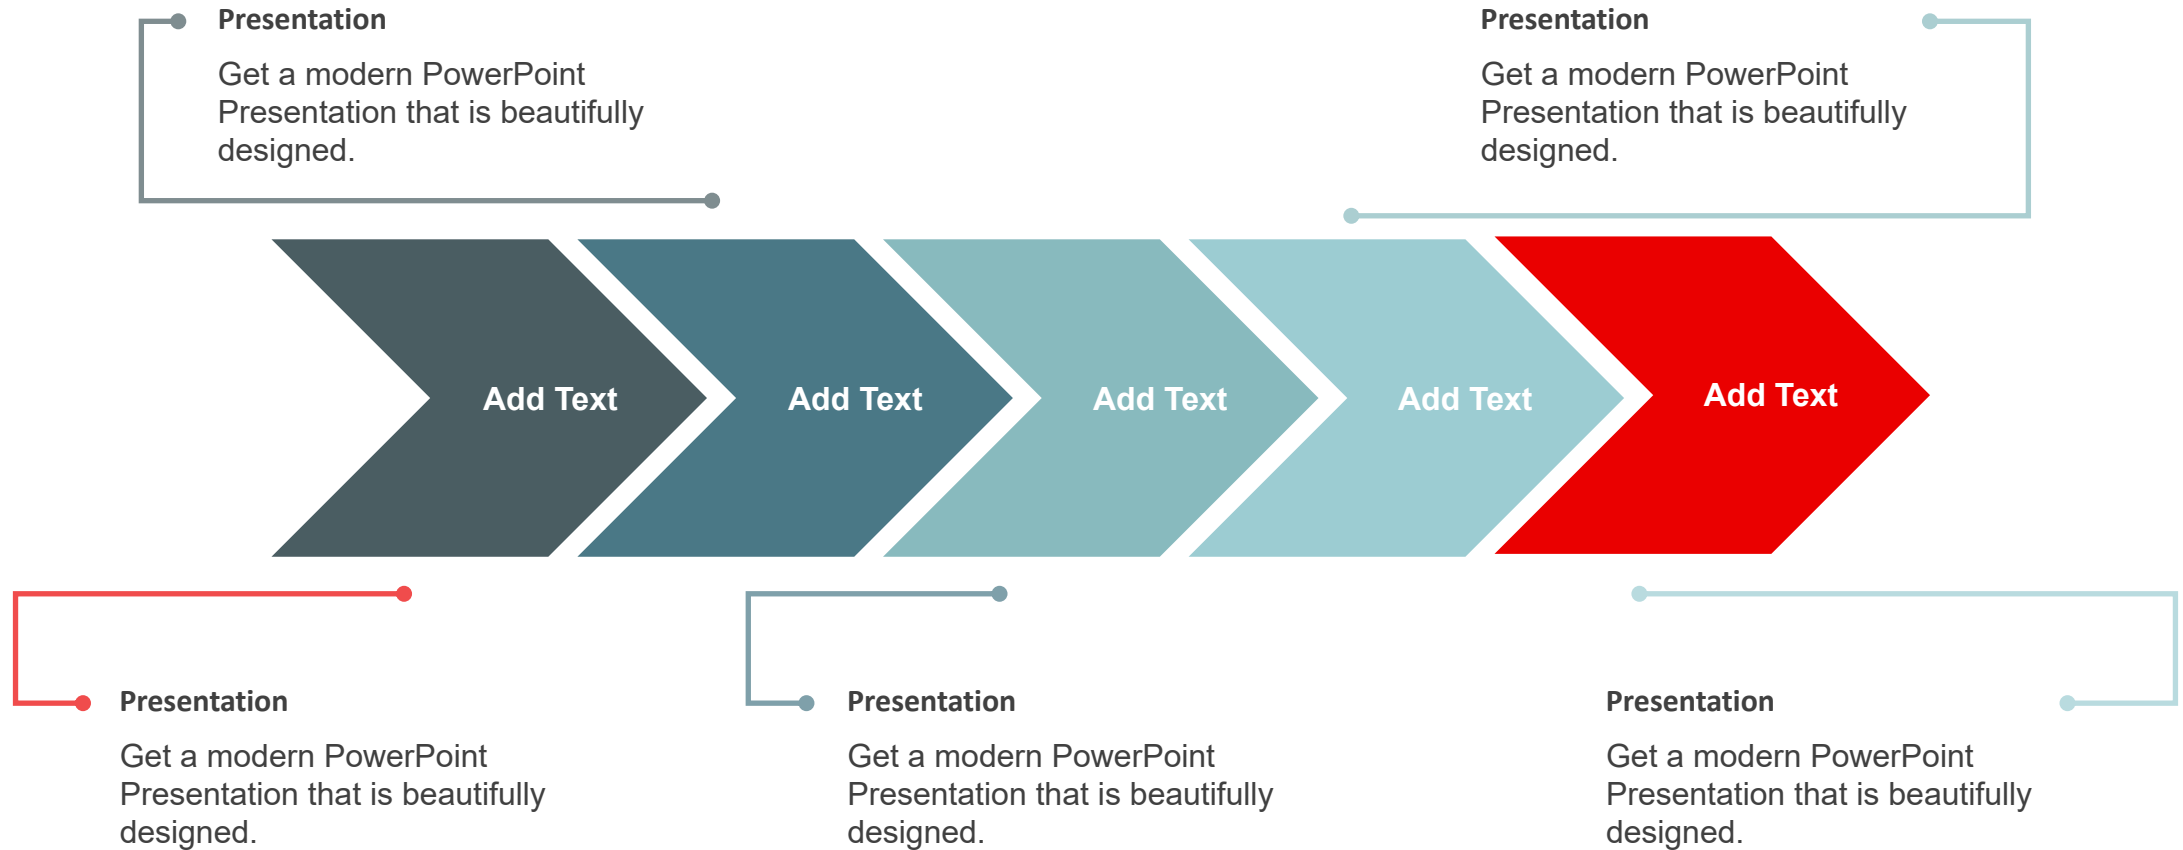 Presentation
Get a modern PowerPoint
Presentation that is beautifully
designed.
Presentation
Get a modern PowerPoint
Presentation that is beautifully
designed.
Add Text
Add Text
Add Text
Add Text
Add Text
Presentation
Get a modern PowerPoint
Presentation that is beautifully
designed.
Presentation
Get a modern PowerPoint
Presentation that is beautifully
designed.
Presentation
Get a modern PowerPoint
Presentation that is beautifully
designed.